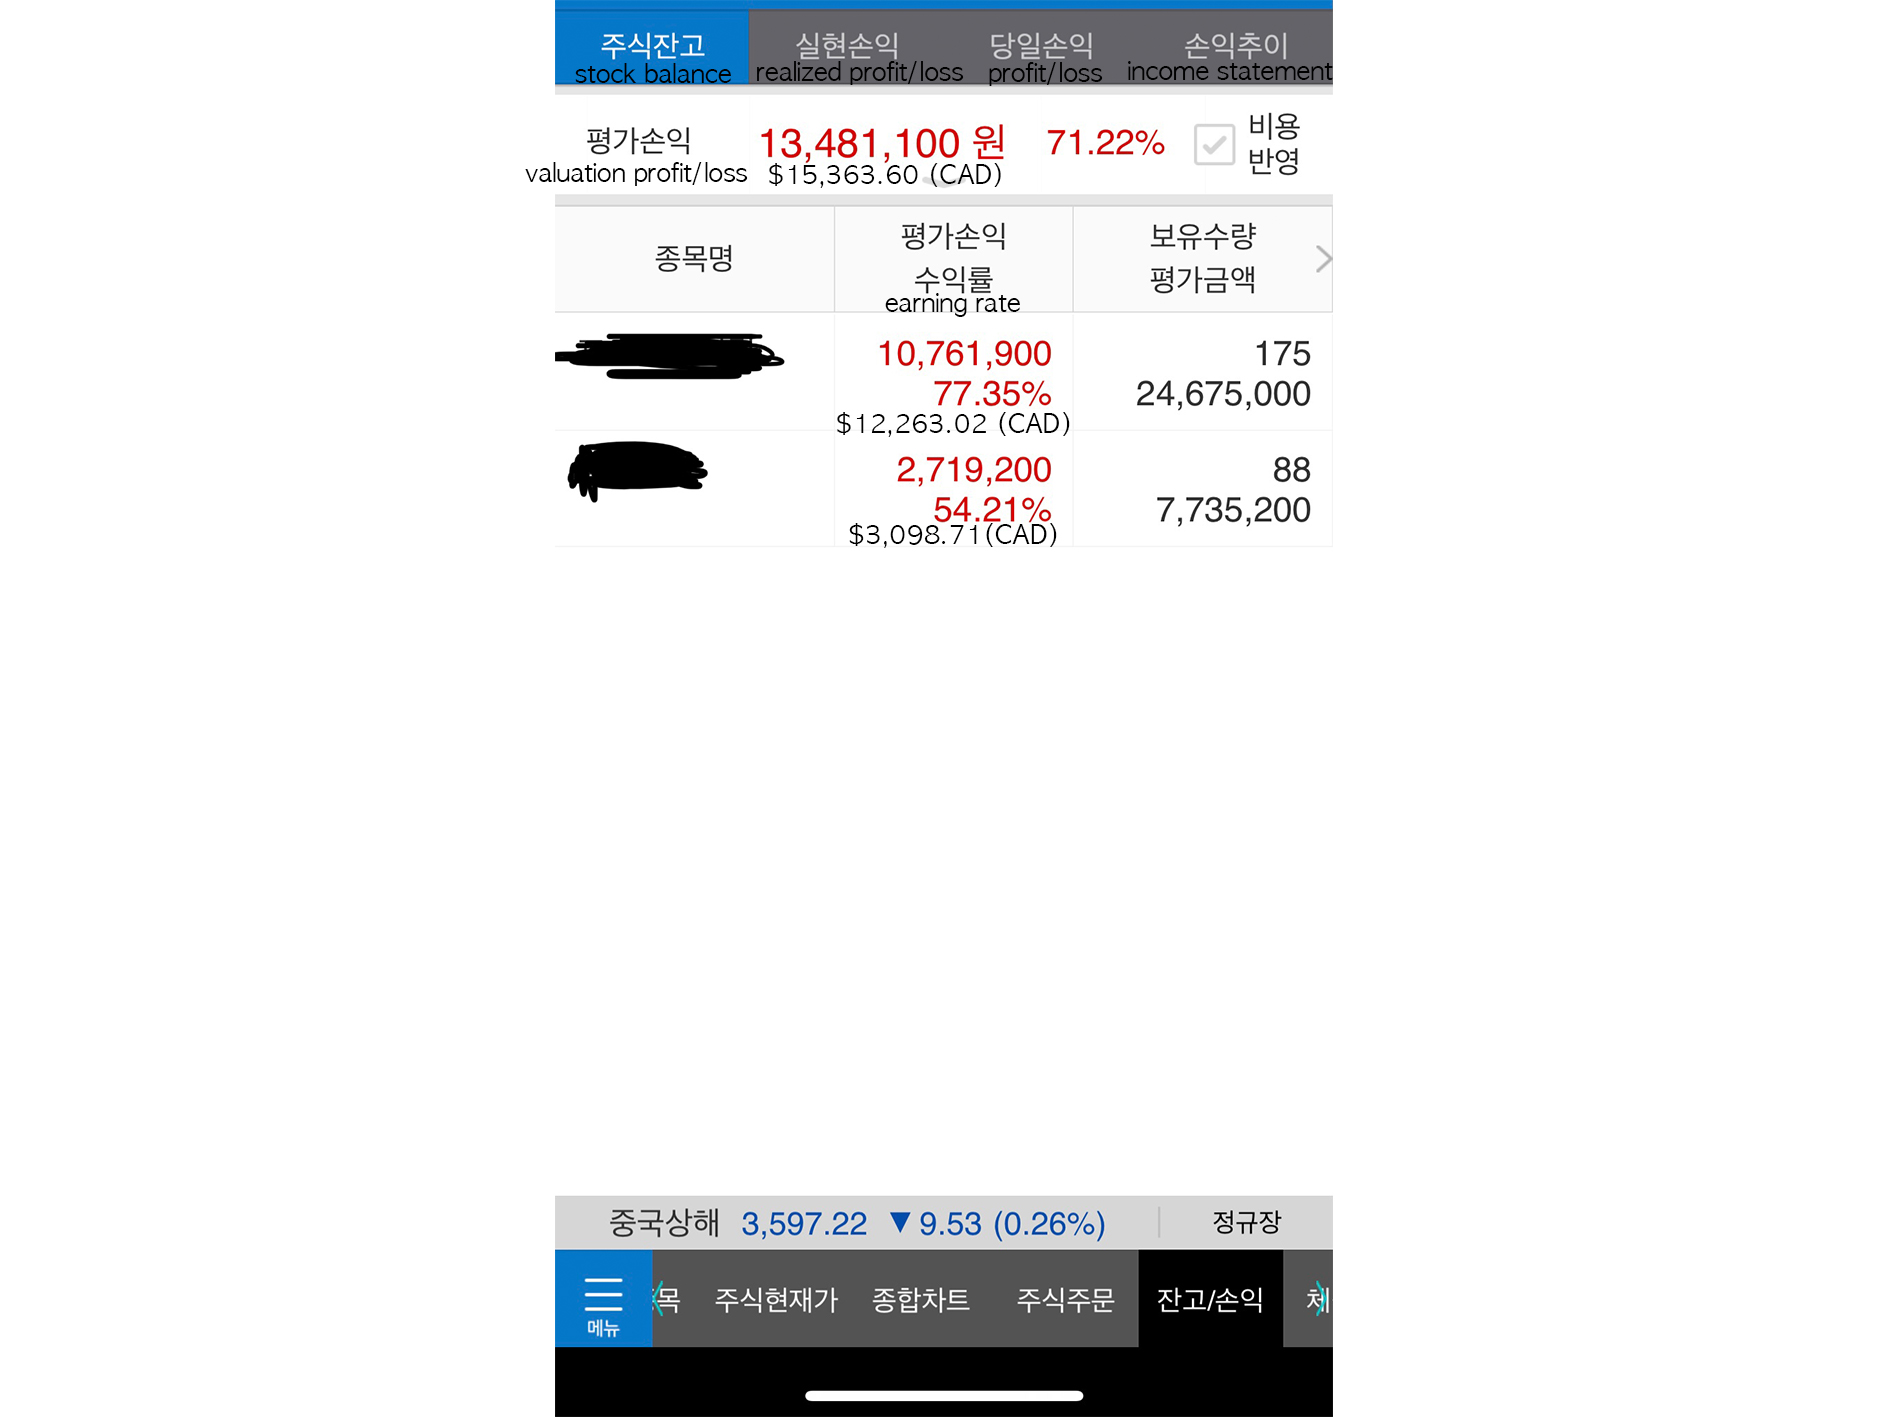 주식잔고 실현손익 당일손익 손익추이
stock balance realized profit/loss profit/loss income statement
평가손익 13,481,100 원 71.22% 비용
반영
valuation profit/loss $15,363.60 (CAD)
종목명
평가손익
수익률
earning rate
보유수량
평가금액
10,761,900 175
77.35% 24,675,000
$12,263.02 (CAD)
2,719,200 88
54.21% 7,735,200
$3,098.71(CAD)
중국상해 3,597.22 ▼ 9.53 (0.26%) 정규장
목 주식현재가 종합차트 주식주문 잔고/손익 체
메뉴